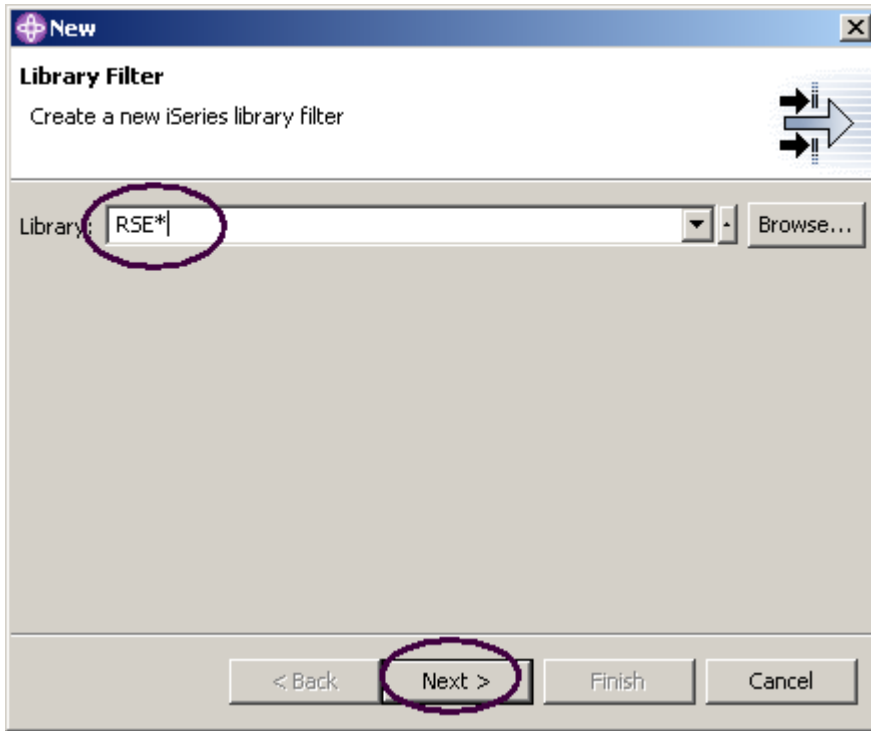 New
Library Filter
Create a new iSeries library filter
Library: RSE* Browse...
< Back Next > Finish Cancel